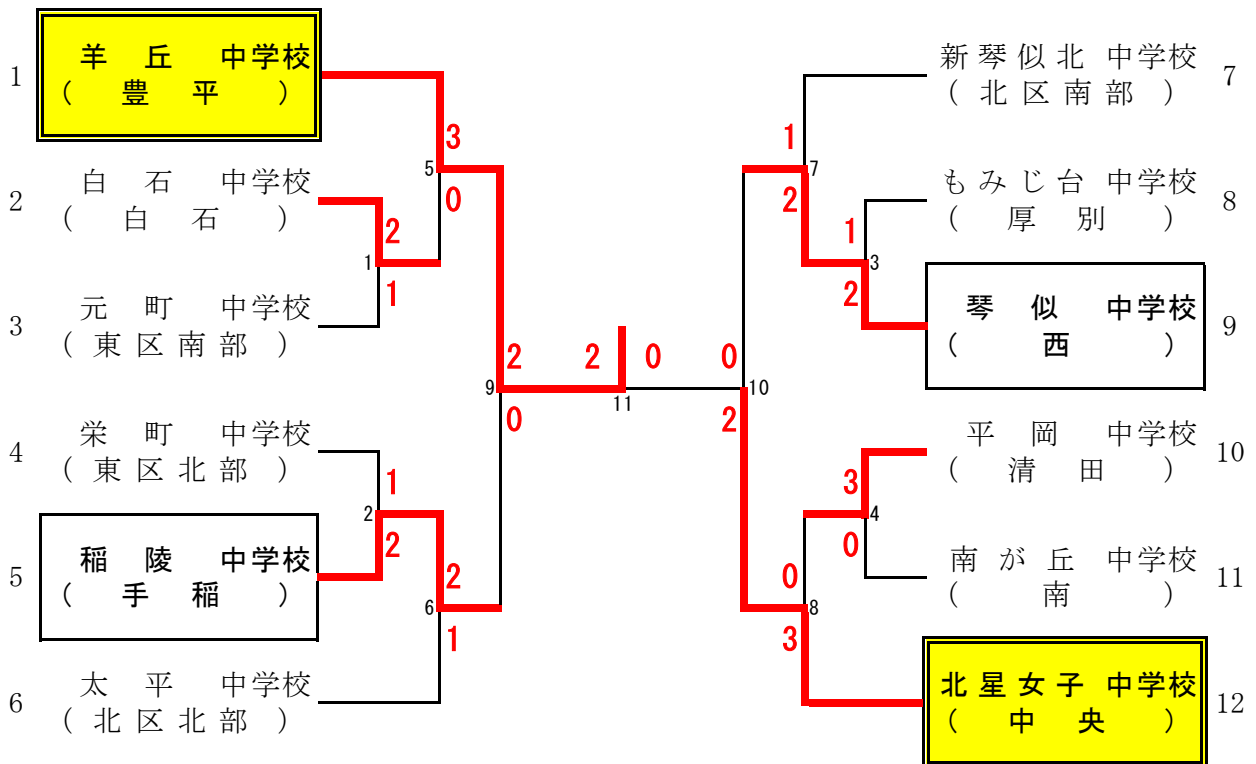 1
羊丘 中学校
( 豊平 )
2
白石 中学校
( 白石 )
3
元町 中学校
( 東区南部 )
4
栄町 中学校
( 東区北部 )
5
稲陵 中学校
( 手稲 )
6
太平 中学校
( 北区北部 )
3
5
0
2
1
1
1
2
2
2
6
1
2
9
0
2
0
11
0
10
2
1
7
2
1
3
2
3
4
0
0
8
3
新琴似北 中学校
( 北区南部 )
7
もみじ台 中学校
( 厚別 )
8
琴似 中学校
( 西 )
9
平岡 中学校
( 清田 )
10
南が丘 中学校
( 南 )
11
北星女子 中学校
( 中央 )
12